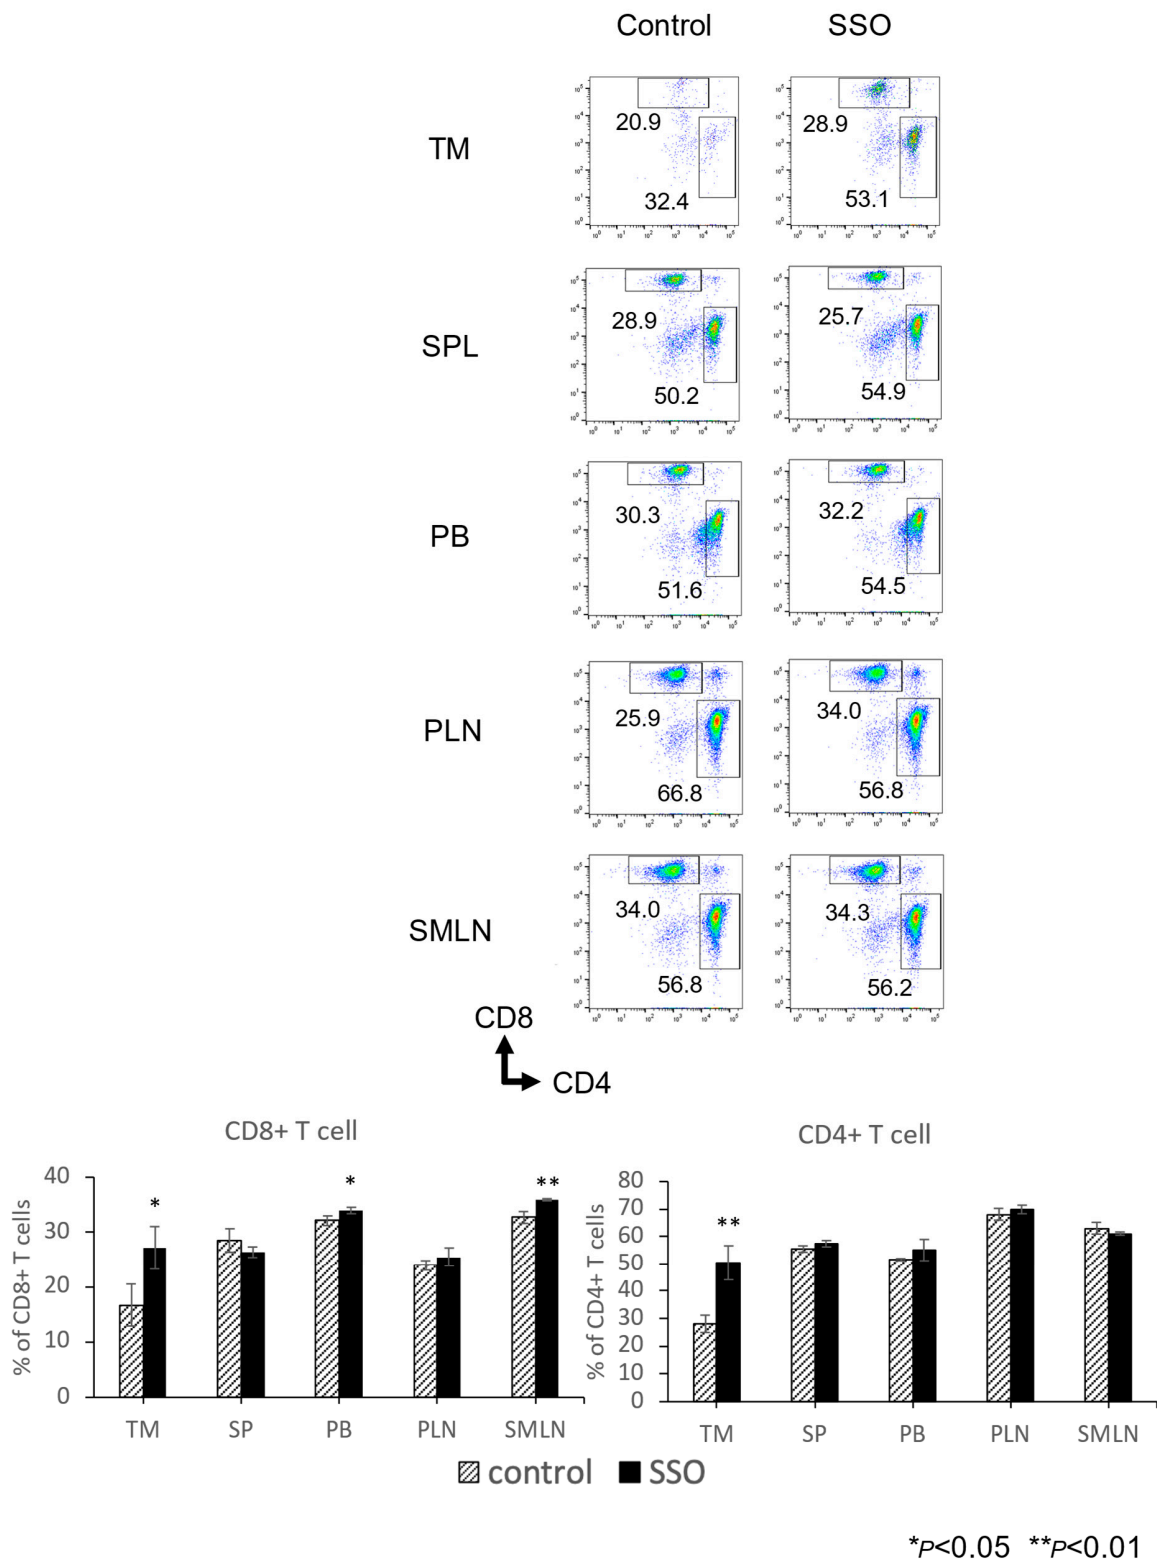 Control SSO
TM
20.9
32.4
28.9
53.1
SPL
28.9
50.2
25.7
54.9
PB
30.3
51.6
32.2
54.5
PLN
25.9
66.8
34.0
56.8
SMLN
34.0
56.8
34.3
56.2
CD8
CD4
CD8+ T cell
% of CD8+ T cells
40
30
20
10
0
* * **
TM SP PB PLN SMLN
CD4+ T cell
% of CD4+ T cells
80
70
60
50
40
30
20
10
0
**
TM SP PB PLN SMLN
control SSO
*P<0.05 **P<0.01